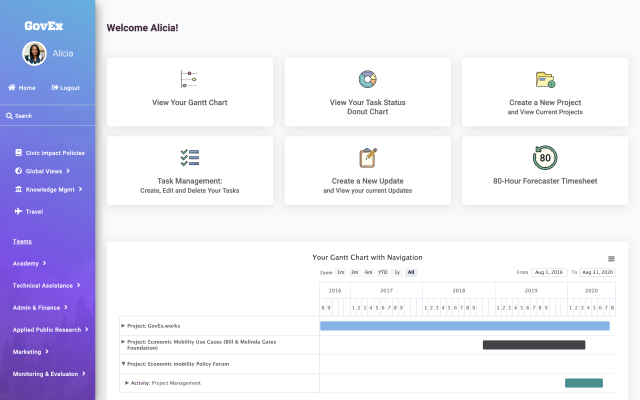 GovEx
Alicia
Home
Logout
Search
Civic Impact Policies
Global Views
Knowledge Mgmt
Travel
Teams
Academy
Technical Assistance
Admin & Finance
Applied Public Research
Marketing
Monitoring & Evaluaton
Welcome Alicia!
View Your Gantt Chart
View Your Task Status
Donut Chart
Create a New Project
and View Current Projects
Task Management:
Create, Edit and Delete Your Tasks
Create a New Update
and View your current Updates
80
80-Hour Forecaster Timesheet
Your Gantt Chart with Navigation
Zoom 1m 3m 6m YTD 1y All
From Aug 1, 2016 To Aug 31, 2020
2016 2017 2018 2019 2020
8 9 1 2 3 4 5 6 7 8 9 1 2 3 4 5 6 7 8 9 1 2 3 4 5 6 7 8 9 1 2 3 4 5 6 7 8
Project: GovEx.works
Project: Economic Mobility Use Cases (Bill & Melinda Gates
Foundation)
Project: Economic mobility Policy Forum
Activity: Project Management